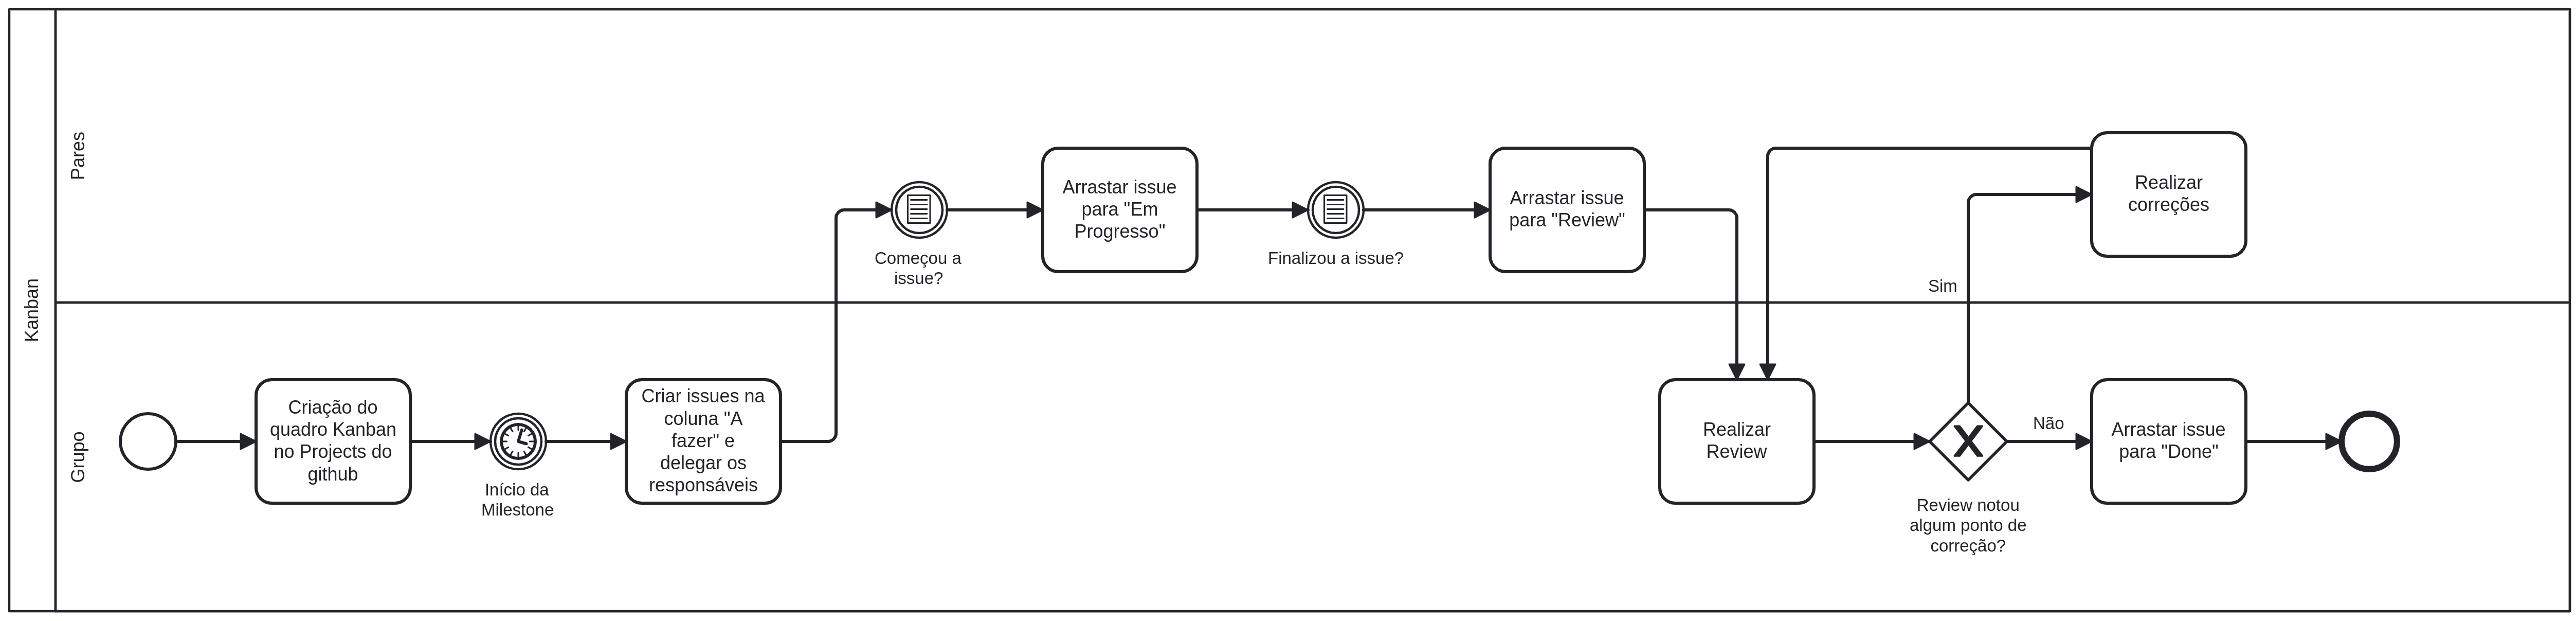 Kanban
Pares
Começou a
issue?
Arrastar issue
para "Em
Progresso"
Finalizou a issue?
Arrastar issue
para "Review"
Realizar
correções
Sim
Grupo
Criação do
quadro Kanban
no Projects do
github
Início da
Milestone
Criar issues na
coluna "A
fazer" e
delegar os
responsáveis
Realizar
Review
Review notou
algum ponto de
correção?
Não
Arrastar issue
para "Done"